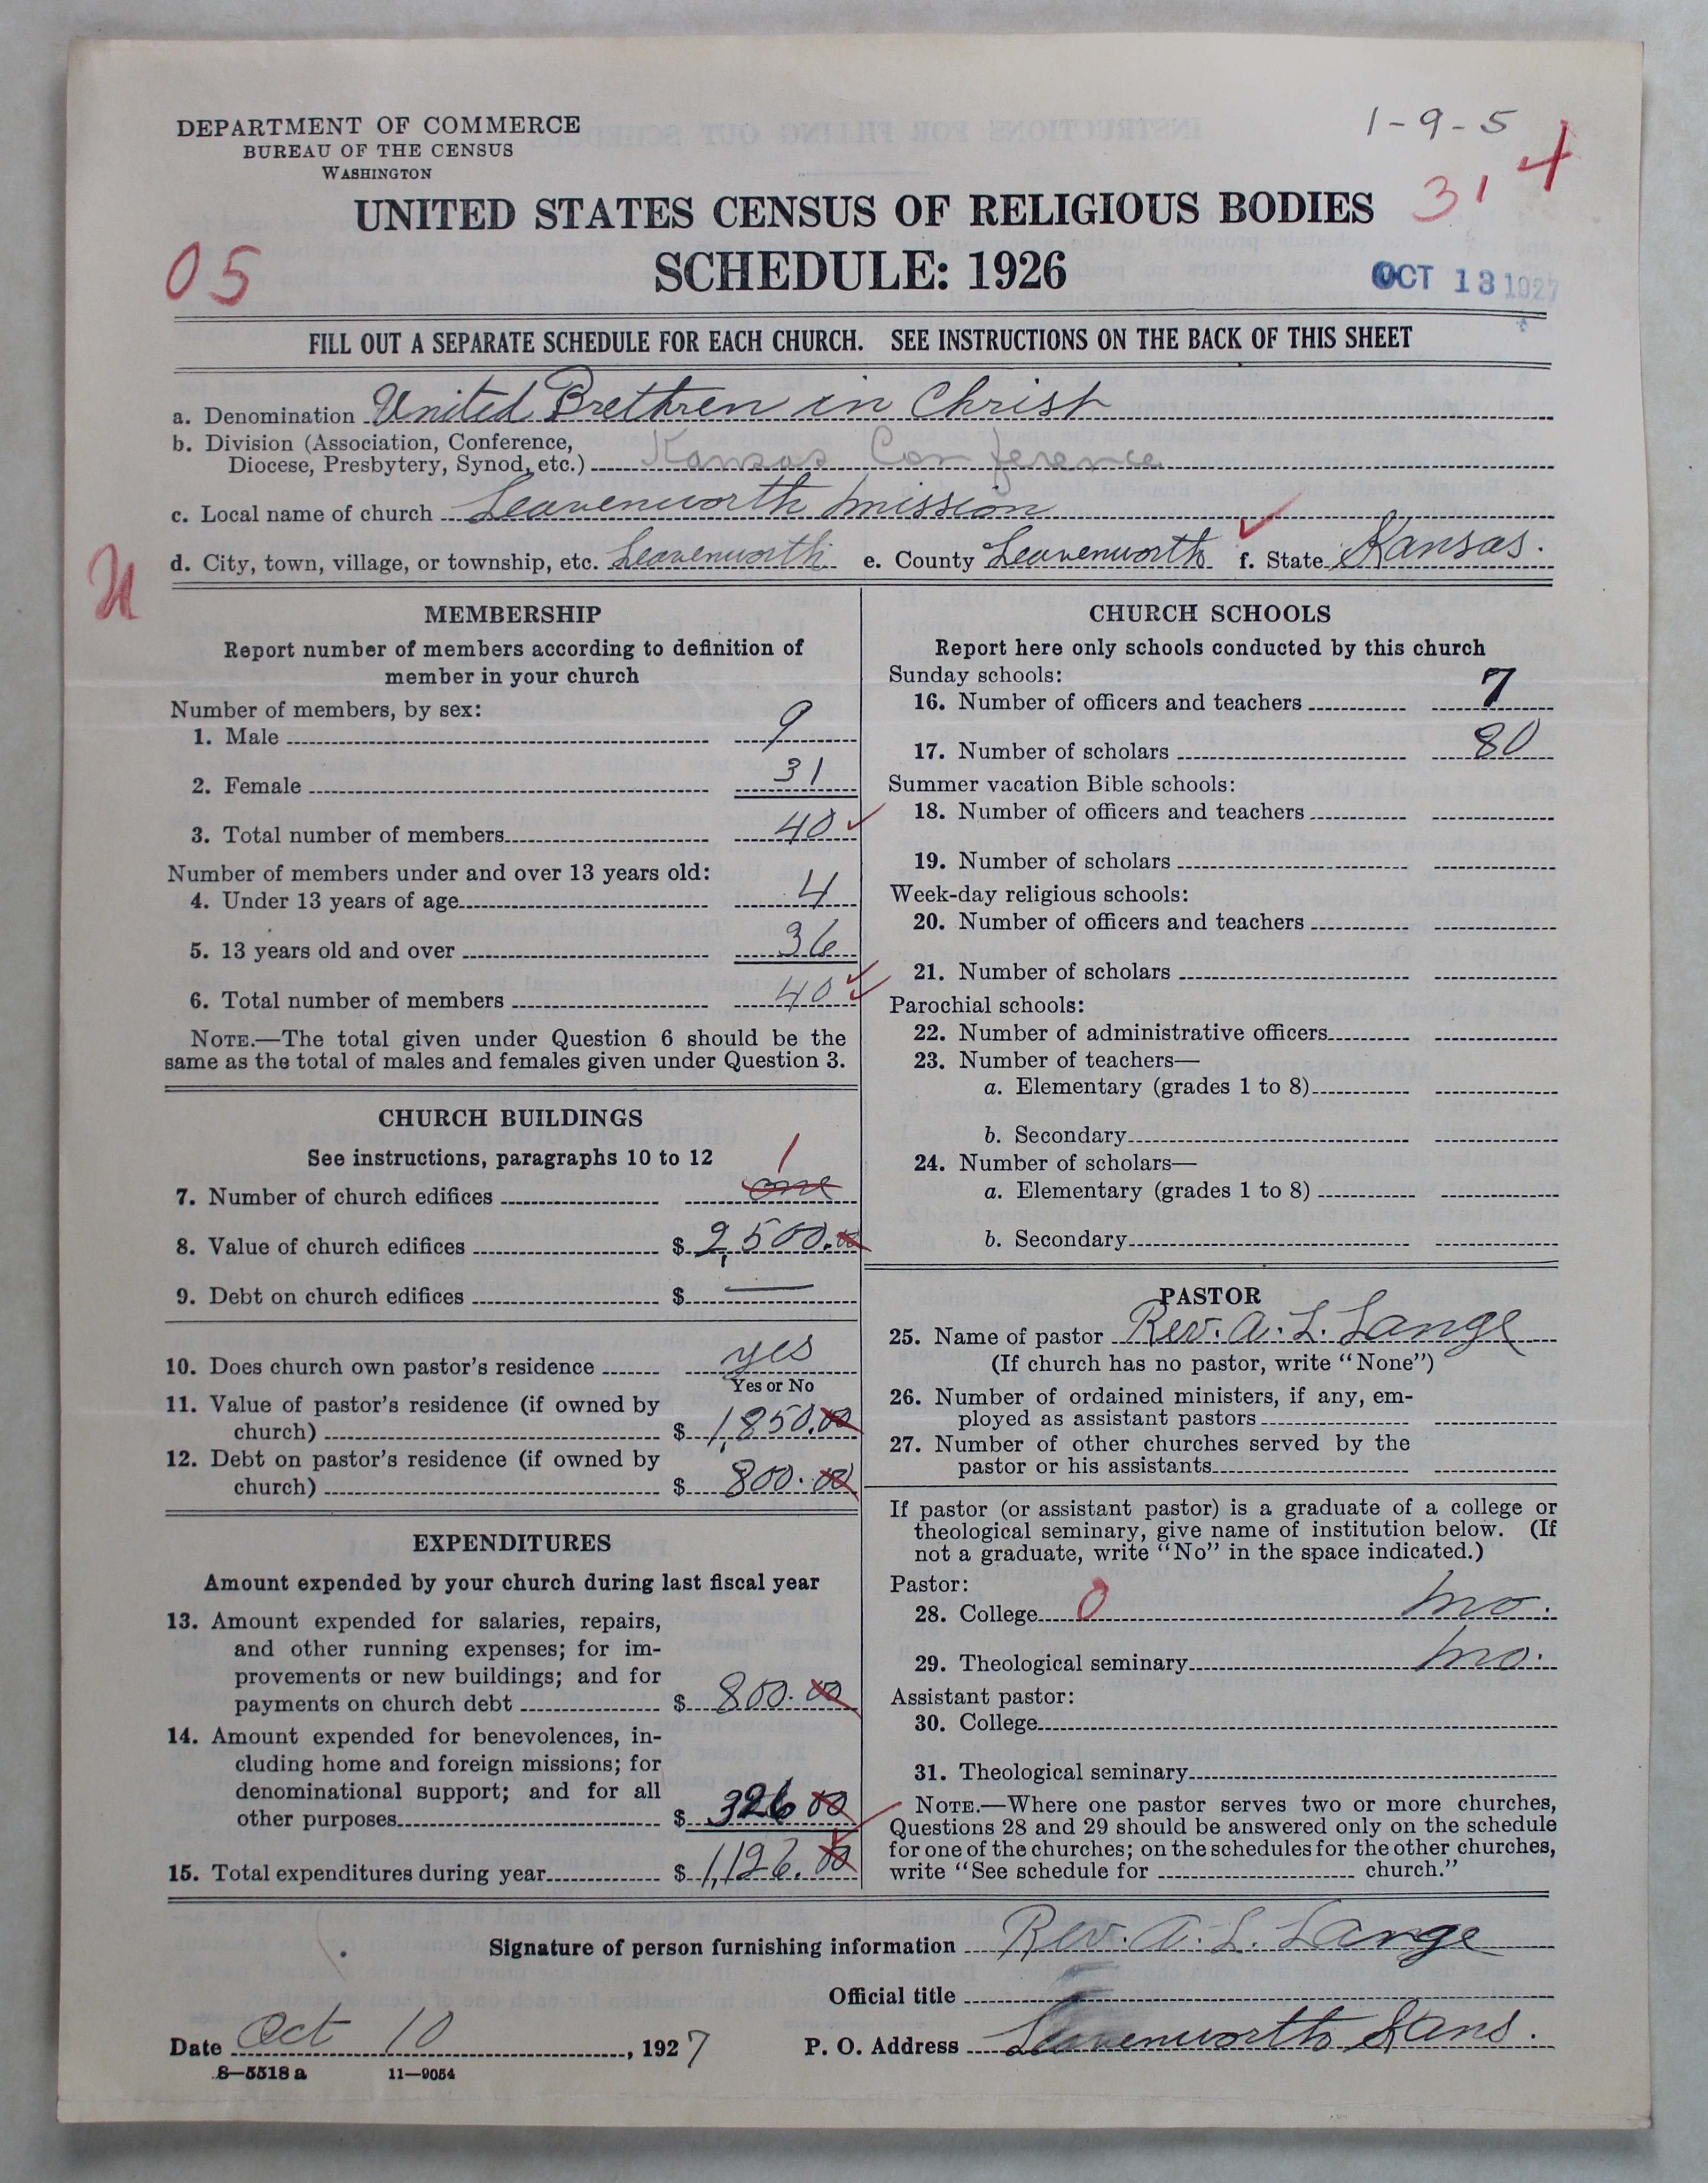 DEPARTMENT OF COMMERCE
BUREAU OF THE CENSUS
WASHINGTON
1-9-5
31
UNITED STATES CENSUS OF RELIGIOUS BODIES
05
SCHEDULE: 1926
OCT 13 1927
FILL OUT A SEPARATE SCHEDULE FOR EACH CHURCH. SEE INSTRUCTIONS ON THE BACK OF THIS SHEET
a. Denomination United Brethren in Christ
b. Division (Association, Conference,
Diocese, Presbytery, Synod, etc.) Kansas Conference
c. Local name of church Leavenworth Mission
d. City, town, village, or township, etc. Leavenworth e. County Leavenworth f. State Kansas.
MEMBERSHIP
Report number of members according to definition of
member in your church
Number of members, by sex:
1. Male 9
2. Female 31
3. Total number of members 40
Number of members under and over 13 years old:
4. Under 13 years of age 4
5. 13 years old and over 36
6. Total number of members 40
NOTE.—The total given under Question 6 should be the
same as the total of males and females given under Question 3.
CHURCH BUILDINGS
See instructions, paragraphs 10 to 12
1
7. Number of church edifices one
8. Value of church edifices $ 2,500.00
9. Debt on church edifices $ —
10. Does church own pastor's residence yes
Yes or No
11. Value of pastor's residence (if owned by
church) $ 1,850.00
12. Debt on pastor's residence (if owned by
church) $ 800.00
EXPENDITURES
Amount expended by your church during last fiscal year
13. Amount expended for salaries, repairs,
and other running expenses; for im-
provements or new buildings; and for
payments on church debt $ 800.00
14. Amount expended for benevolences, in-
cluding home and foreign missions; for
denominational support; and for all
other purposes $ 326 00
15. Total expenditures during year $ 1,126.00
CHURCH SCHOOLS
Report here only schools conducted by this church
Sunday schools:
16. Number of officers and teachers 7
17. Number of scholars 80
Summer vacation Bible schools:
18. Number of officers and teachers
19. Number of scholars
Week-day religious schools:
20. Number of officers and teachers
21. Number of scholars
Parochial schools:
22. Number of administrative officers
23. Number of teachers—
a. Elementary (grades 1 to 8)
b. Secondary
24. Number of scholars—
a. Elementary (grades 1 to 8)
b. Secondary
PASTOR
25. Name of pastor Rev. A. L. Lange
(If church has no pastor, write "None")
26. Number of ordained ministers, if any, em-
ployed as assistant pastors
27. Number of other churches served by the
pastor or his assistants
If pastor (or assistant pastor) is a graduate of a college or
theological seminary, give name of institution below. (If
not a graduate, write "No" in the space indicated.)
Pastor:
28. College 0 no.
29. Theological seminary no.
Assistant pastor:
30. College
31. Theological seminary
NOTE.—Where one pastor serves two or more churches,
Questions 28 and 29 should be answered only on the schedule
for one of the churches; on the schedules for the other churches,
write "See schedule for church."
Signature of person furnishing information Rev. A. L. Lange
Official title
Date Oct 10, 1927 P. O. Address Leavenworth Kans.
8—5518 a 11—9054